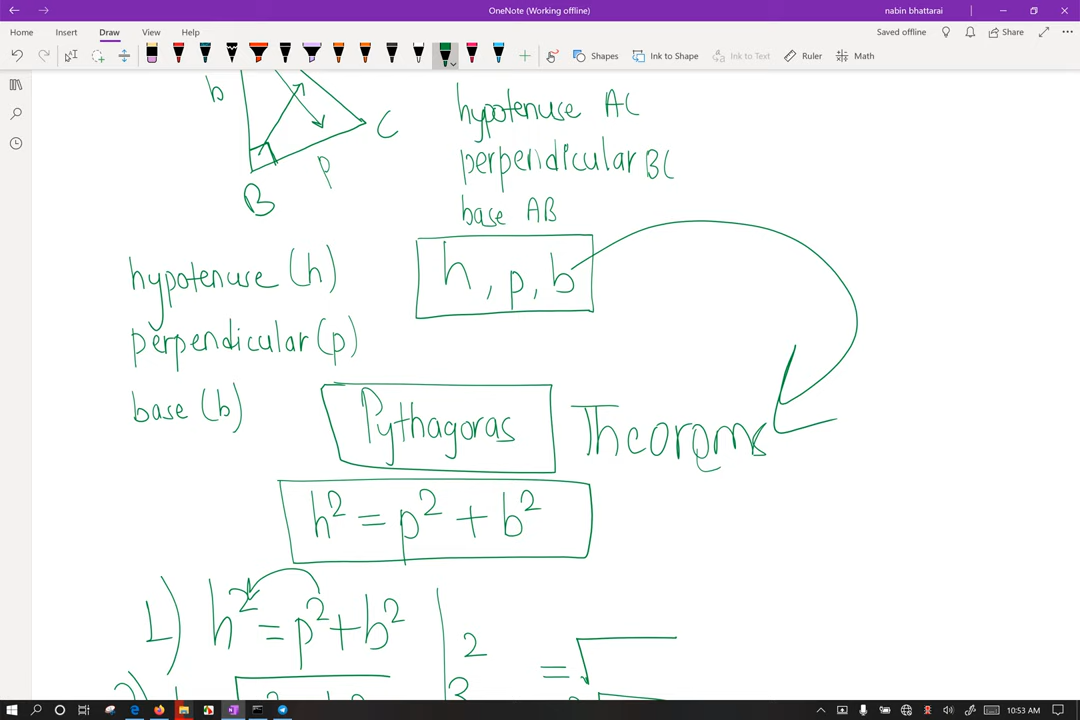 OneNote (Working offline)
nabin bhattarai
Home Insert Draw View Help
Saved offline
Share
Shapes
Ink to Shape
Ink to Text
Ruler
Math
b
C
p
B
hypotenuse AC
perpendicular BC
base AB
h, p, b
hypotenuse (h)
perpendicular (p)
base (b)
Pythagoras Theorems
h² = p² + b²
1) h² = p² + b²
2
3
= √
10:53 AM